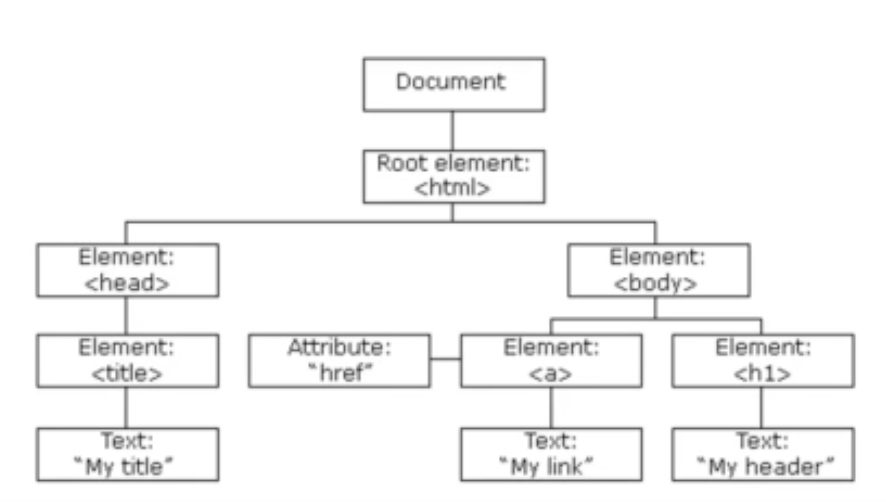 Document
Root element:
<html>
Element:
<head>
Element:
<body>
Element:
<title>
Attribute:
“href”
Element:
<a>
Element:
<h1>
Text:
“My title”
Text:
“My link”
Text:
“My header”